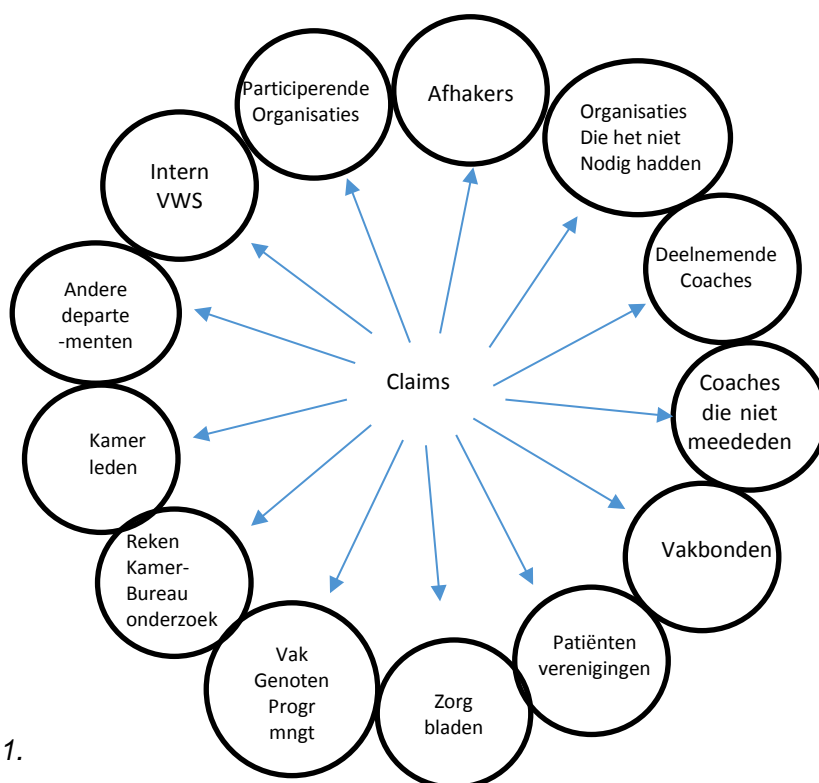 Participerende
Organisaties
Afhakers
Organisaties
Die het niet
Nodig hadden
Intern
VWS
Deelnemende
Coaches
Andere
departe
-menten
Claims
Coaches
die niet
meededen
Kamer
leden
Reken
Kamer-
Bureau
onderzoek
Vakbonden
Vak
Genoten
Progr
mngt
Zorg
bladen
Patiënten
verenigingen
1.